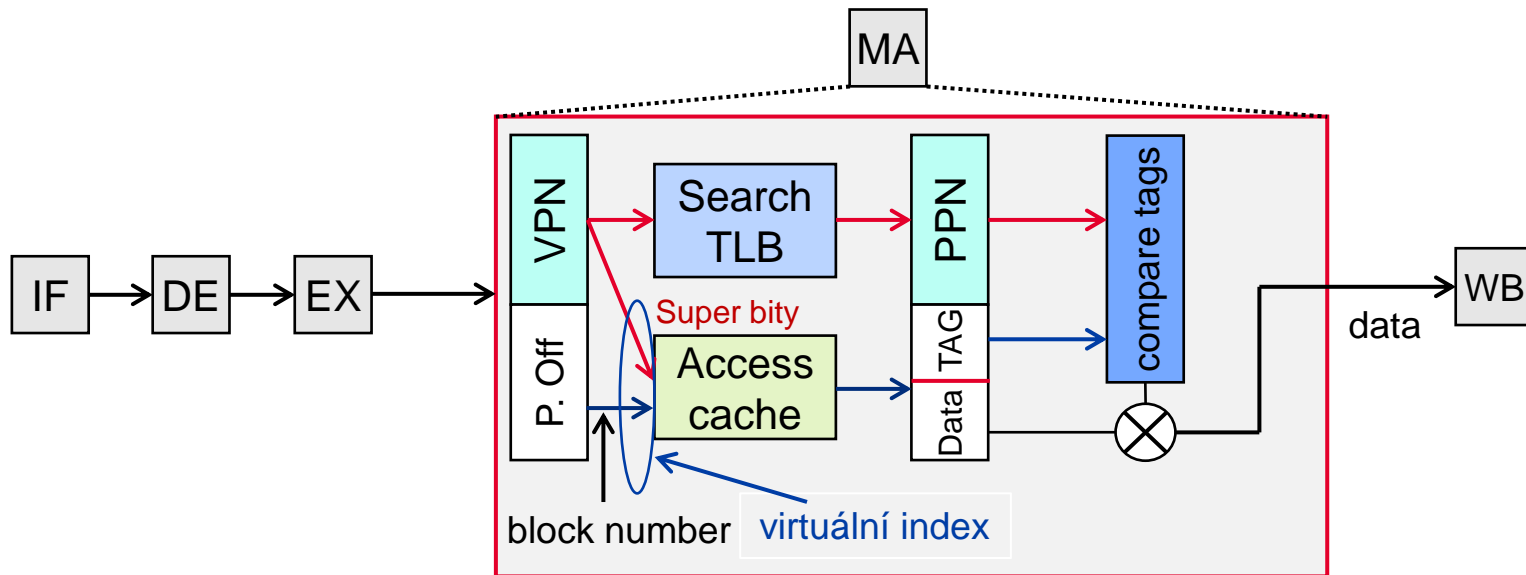 MA
VPN
Search
TLB
PPN
compare tags
IF
DE
EX
WB
Super bity
data
P. Off
Access
cache
TAG
Data
block number
virtuální index